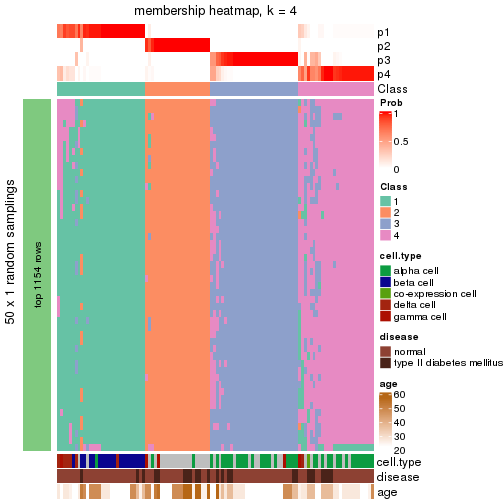 membership heatmap, k = 4
p1
p2
p3
p4
Class
50 x 1 random samplings
top 1154 rows
Prob
1
0.5
0
Class
1
2
3
4
cell.type
alpha cell
beta cell
co-expression cell
delta cell
gamma cell
disease
normal
type II diabetes mellitus
age
60
50
40
30
20
cell.type
disease
age